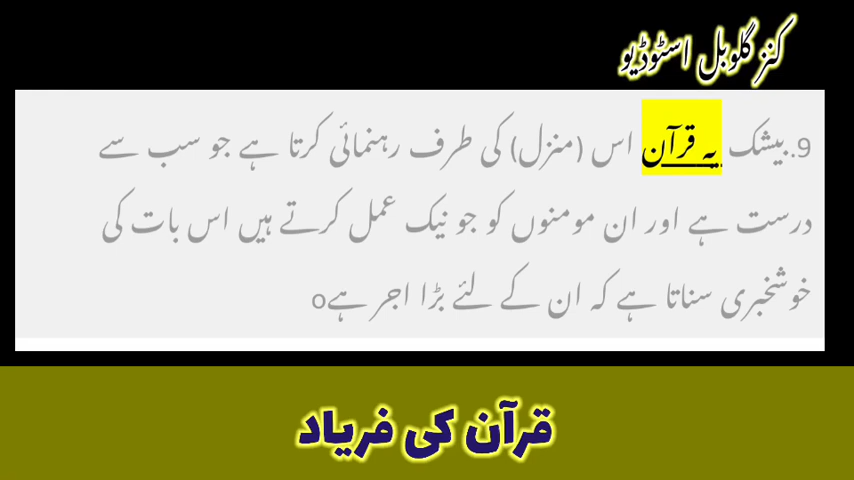 کنز گلوبل اسٹوڈیو
9.بیشک یہ قرآن اس (منزل) کی طرف رہنمائی کرتا ہے جو سب سے
درست ہے اور ان مومنوں کو جو نیک عمل کرتے ہیں اس بات کی
خوشخبری سناتا ہے کہ ان کے لئے بڑا اجر ہےo
قرآن کی فریاد